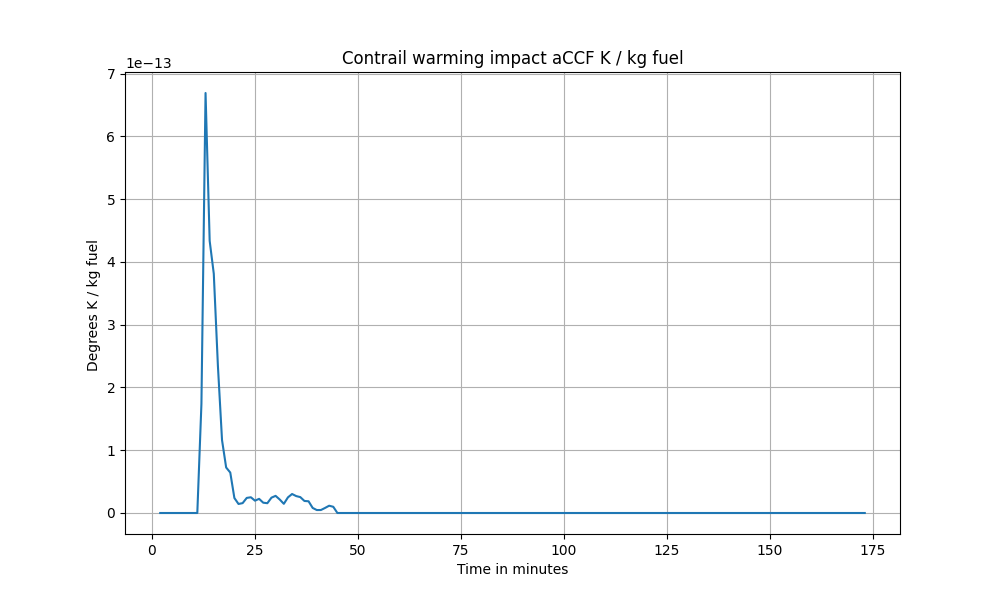 Contrail warming impact aCCF K / kg fuel
1e−13
7
6
5
4
3
2
1
0
Degrees K / kg fuel
0 25 50 75 100 125 150 175
Time in minutes